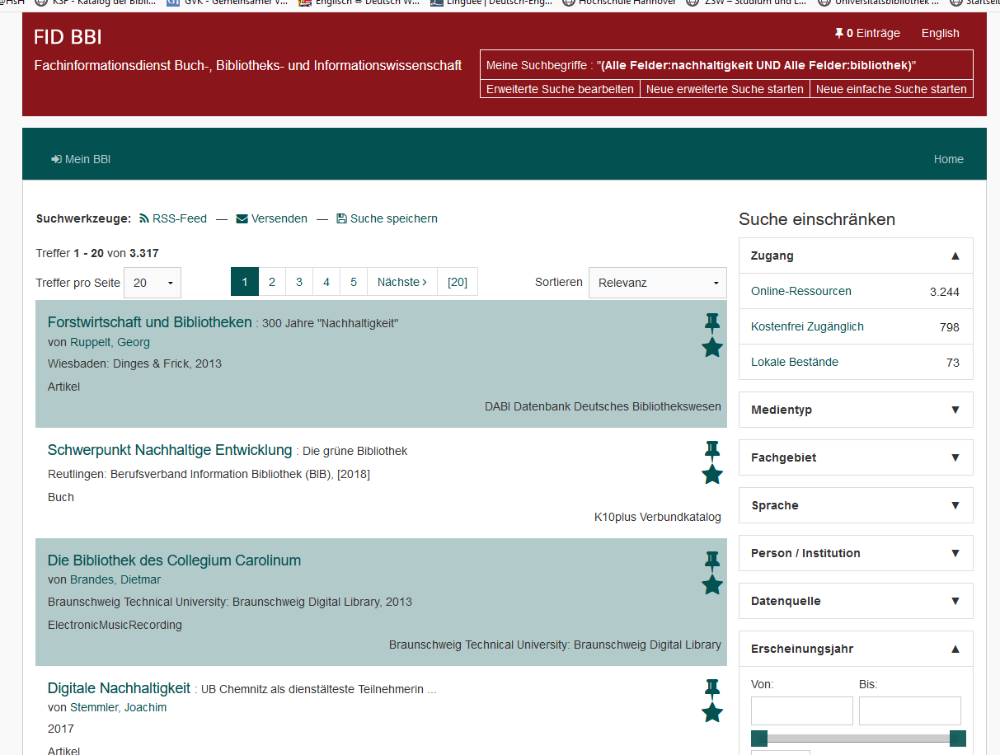 @HsH KSF - Katalog der Bibli... GVK - Gemeinsamer V... Englisch ⇔ Deutsch W... Linguee | Deutsch-Eng... Hochschule Hannover ZSW – Studium und L... Universitätsbibliothek ... Startseite
FID BBI
0 Einträge English
Fachinformationsdienst Buch-, Bibliotheks- und Informationswissenschaft
Meine Suchbegriffe : "(Alle Felder:nachhaltigkeit UND Alle Felder:bibliothek)"
Erweiterte Suche bearbeiten Neue erweiterte Suche starten Neue einfache Suche starten
Mein BBI Home
Suchwerkzeuge: RSS-Feed — Versenden — Suche speichern
Treffer 1 - 20 von 3.317
Treffer pro Seite 20 1 2 3 4 5 Nächste › [20] Sortieren Relevanz
Forstwirtschaft und Bibliotheken : 300 Jahre "Nachhaltigkeit"
von Ruppelt, Georg
Wiesbaden: Dinges & Frick, 2013
Artikel
DABI Datenbank Deutsches Bibliothekswesen
Schwerpunkt Nachhaltige Entwicklung : Die grüne Bibliothek
Reutlingen: Berufsverband Information Bibliothek (BIB), [2018]
Buch
K10plus Verbundkatalog
Die Bibliothek des Collegium Carolinum
von Brandes, Dietmar
Braunschweig Technical University: Braunschweig Digital Library, 2013
ElectronicMusicRecording
Braunschweig Technical University: Braunschweig Digital Library
Digitale Nachhaltigkeit : UB Chemnitz als dienstälteste Teilnehmerin ...
von Stemmler, Joachim
2017
Artikel
Suche einschränken
Zugang ▲
Online-Ressourcen 3.244
Kostenfrei Zugänglich 798
Lokale Bestände 73
Medientyp ▼
Fachgebiet ▼
Sprache ▼
Person / Institution ▼
Datenquelle ▼
Erscheinungsjahr ▲
Von: Bis: